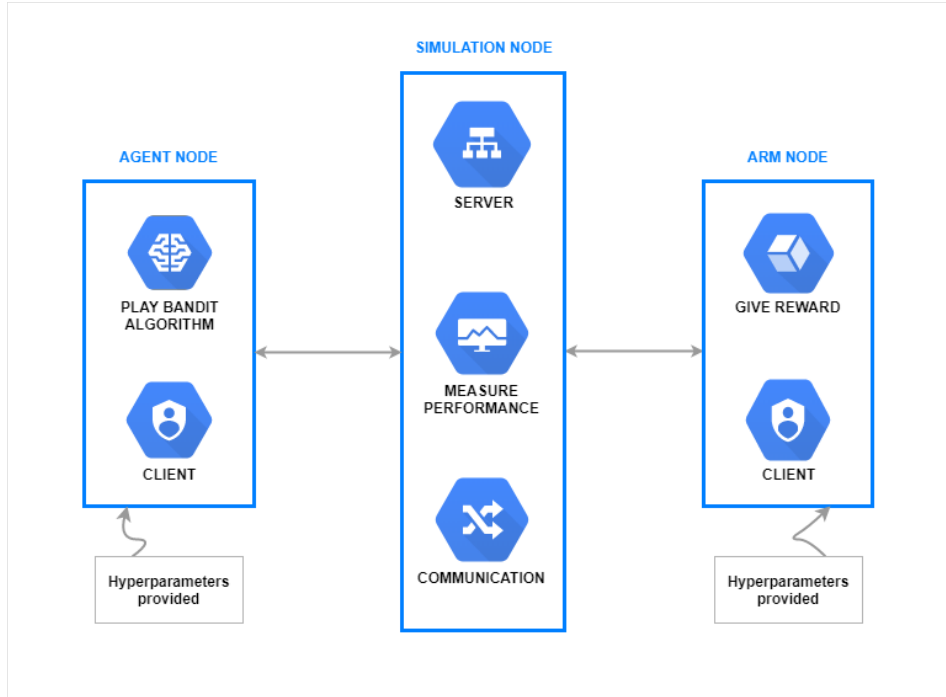 SIMULATION NODE
SERVER
MEASURE
PERFORMANCE
COMMUNICATION
AGENT NODE
PLAY BANDIT
ALGORITHM
CLIENT
Hyperparameters
provided
ARM NODE
GIVE REWARD
CLIENT
Hyperparameters
provided